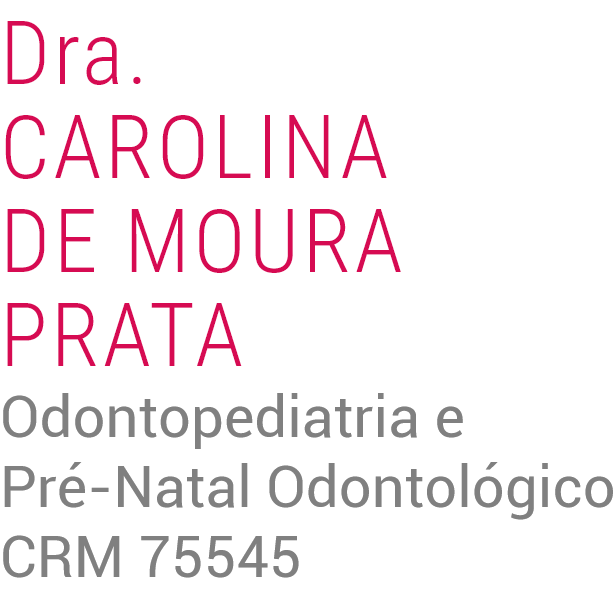 Dra.
CAROLINA
DE MOURA
PRATA
Odontopediatria e
Pré-Natal Odontológico
CRM 75545